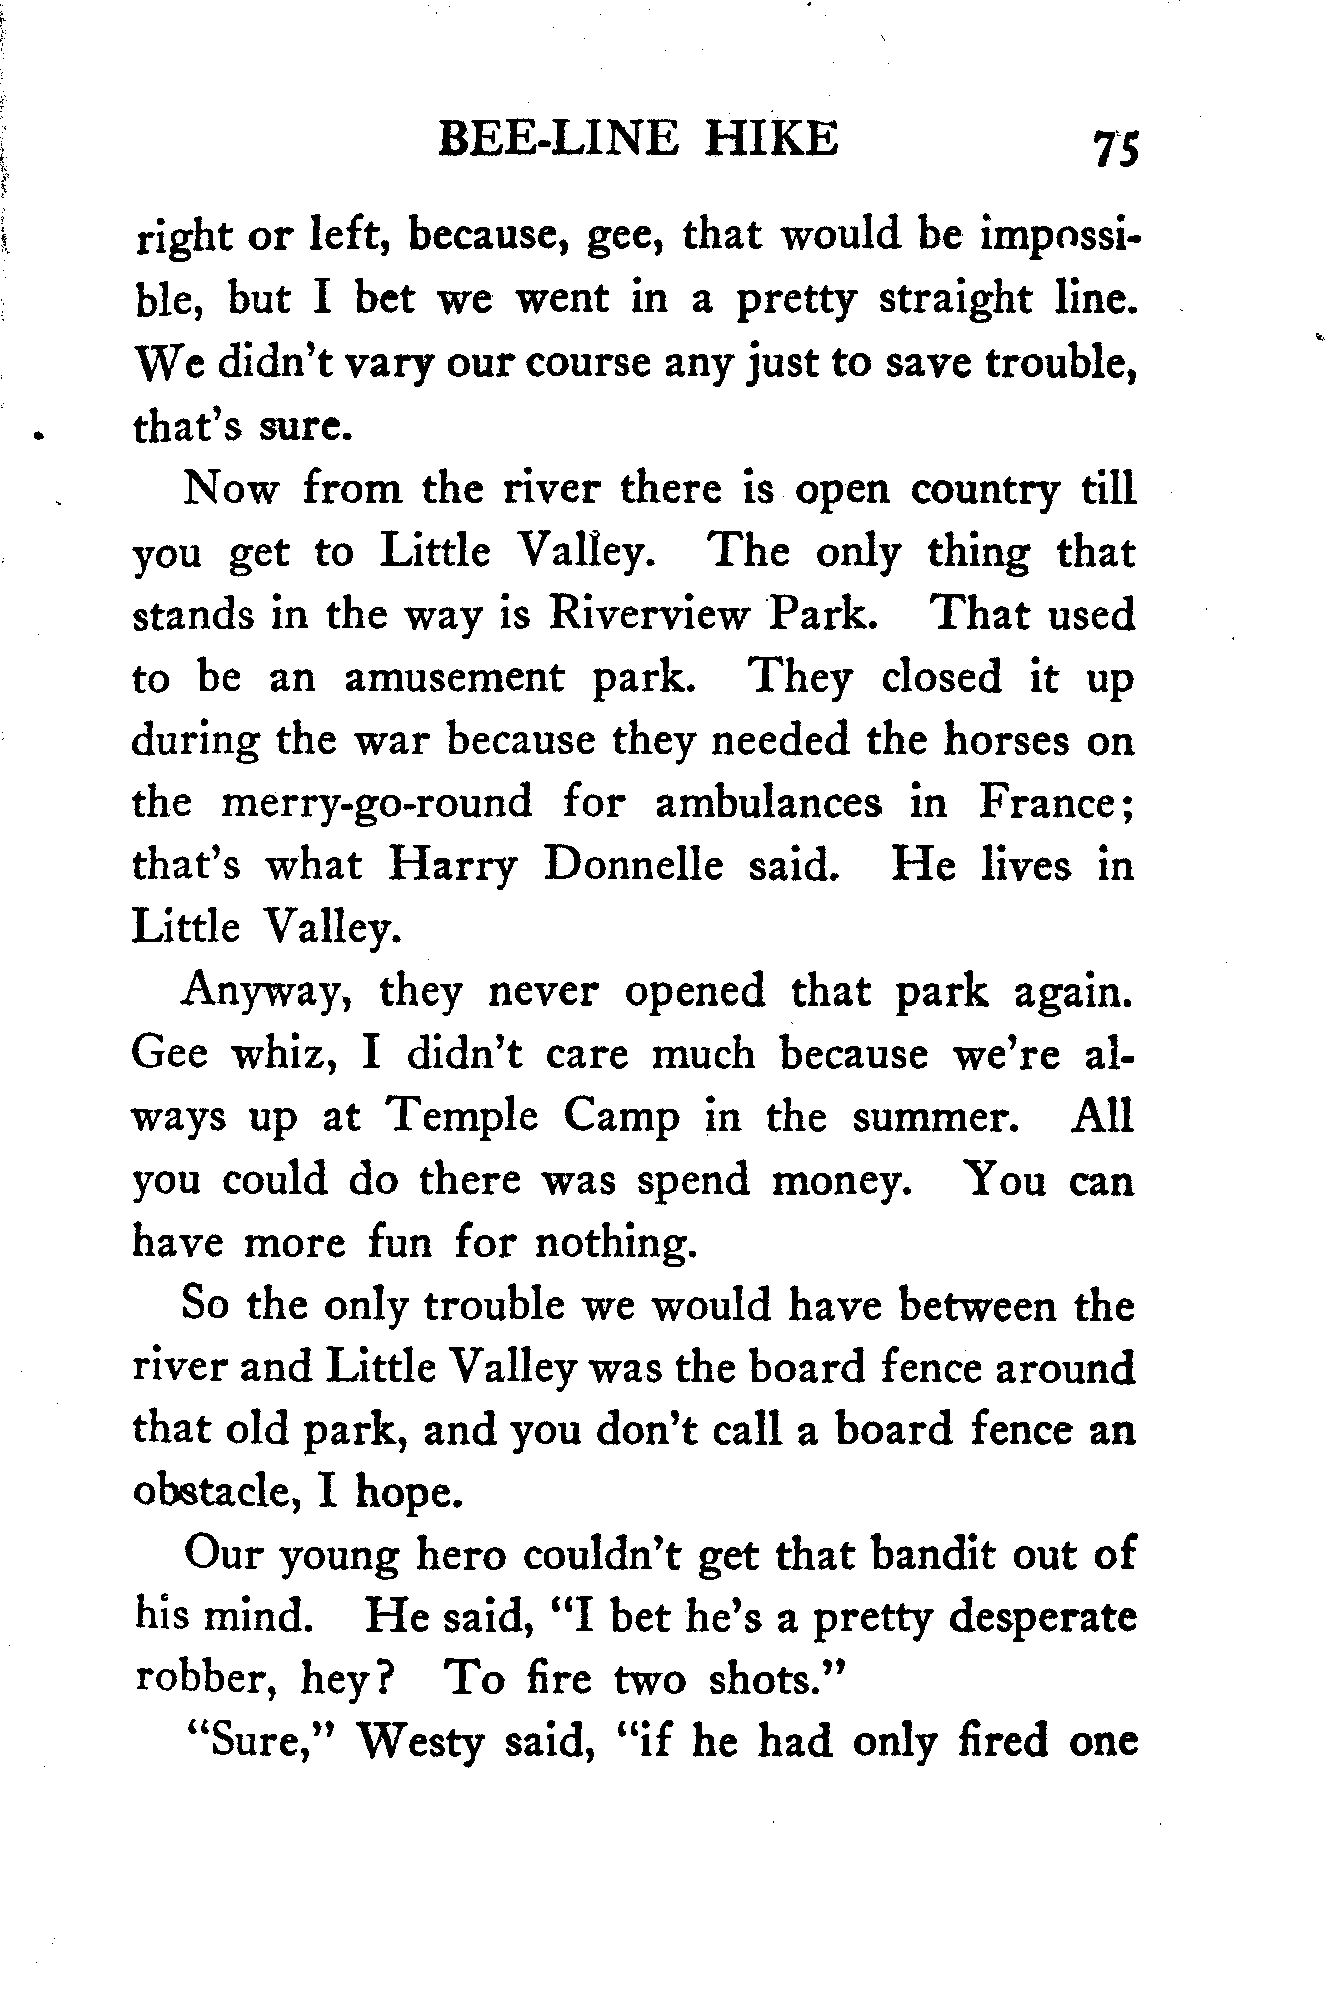 BEE-LINE HIKE 75
right or left, because, gee, that would be impossi-
ble, but I bet we went in a pretty straight line.
We didn't vary our course any just to save trouble,
that's sure.
Now from the river there is open country till
you get to Little Valley. The only thing that
stands in the way is Riverview Park. That used
to be an amusement park. They closed it up
during the war because they needed the horses on
the merry-go-round for ambulances in France;
that's what Harry Donnelle said. He lives in
Little Valley.
Anyway, they never opened that park again.
Gee whiz, I didn't care much because we're al-
ways up at Temple Camp in the summer. All
you could do there was spend money. You can
have more fun for nothing.
So the only trouble we would have between the
river and Little Valley was the board fence around
that old park, and you don't call a board fence an
obstacle, I hope.
Our young hero couldn't get that bandit out of
his mind. He said, "I bet he's a pretty desperate
robber, hey? To fire two shots."
"Sure," Westy said, "if he had only fired one